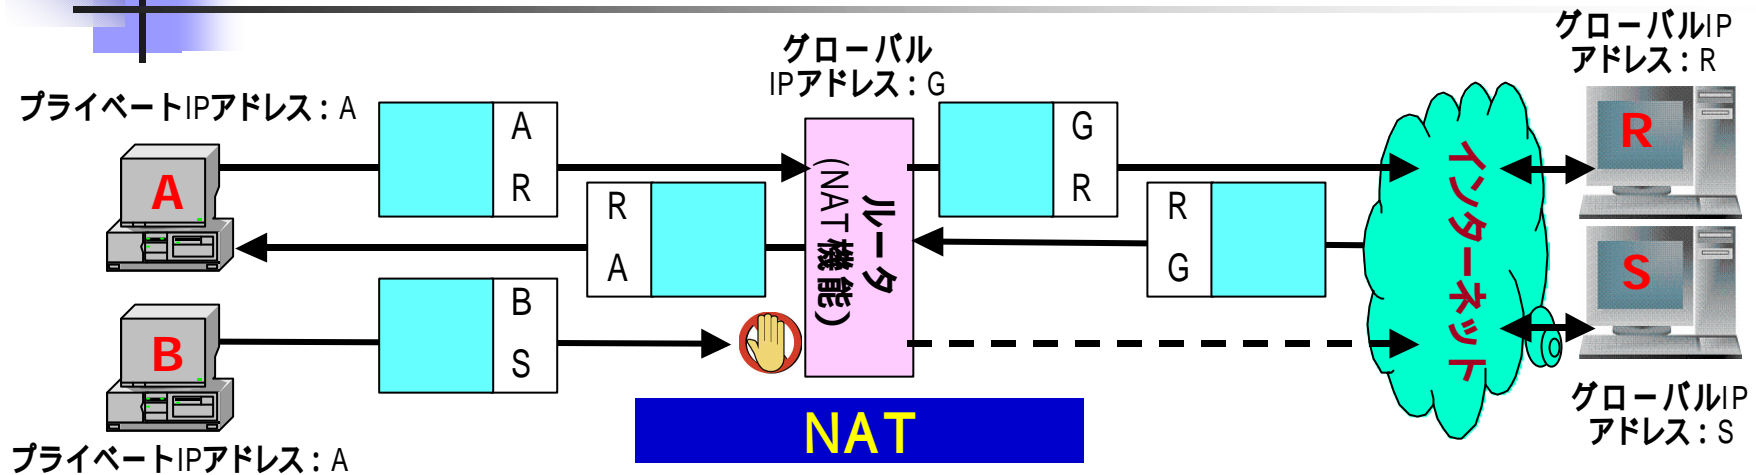 グローバルIP
アドレス：R
グローバル
IPアドレス：G
プライベートIPアドレス：A
A
R
G
R
R
A
ルータ
(NAT機能)
R
A
R
G
インターネット
B
S
S
B
NAT
グローバルIP
アドレス：S
プライベートIPアドレス：A